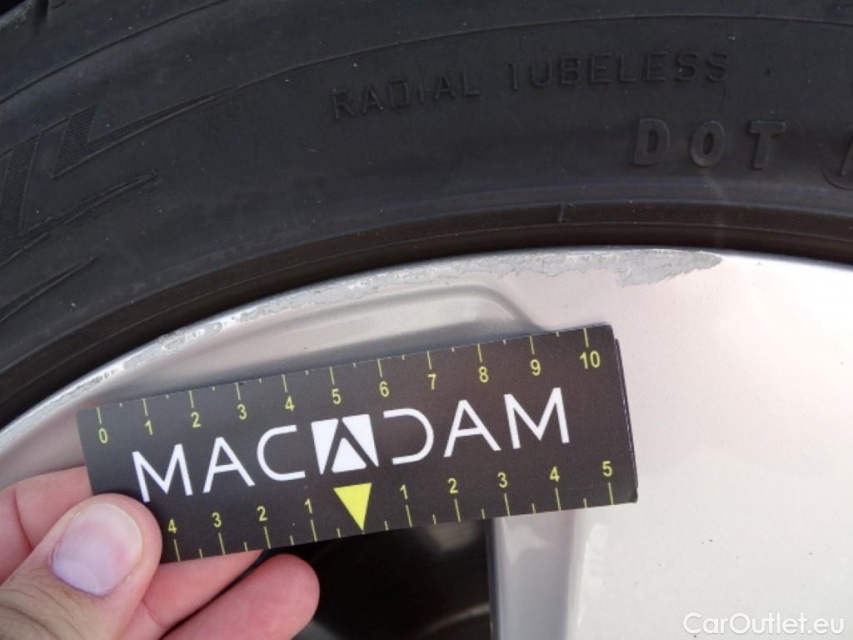 RADIAL TUBELESS
DOT
0 1 2 3 4 5 6 7 8 9 10
MACADAM
4 3 2 1 1 2 3 4 5
CarOutlet.eu